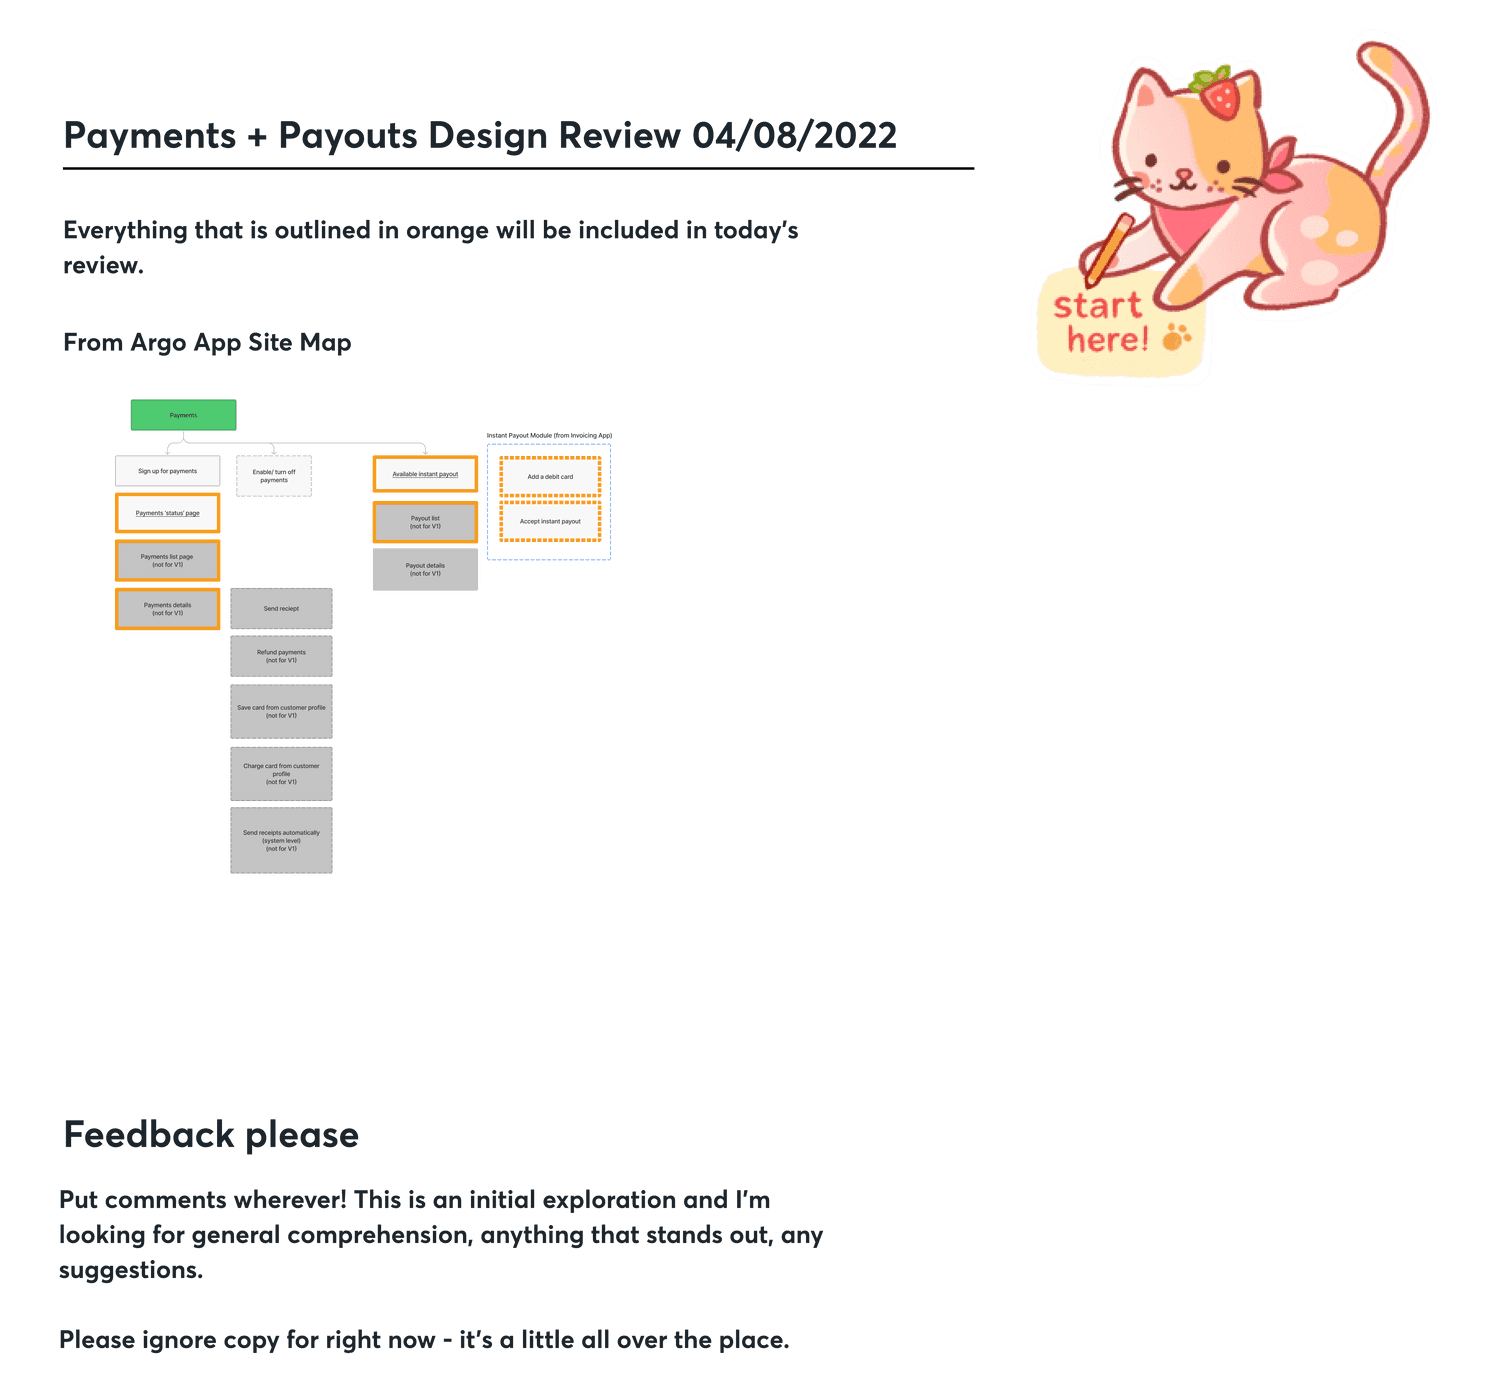 Payments + Payouts Design Review 04/08/2022
Everything that is outlined in orange will be included in today's
review.
start
here!
From Argo App Site Map
Payments
Instant Payout Module (from Invoicing App)
Sign up for payments
Enable/ turn off
payments
Available instant payout
Add a debit card
Payments 'status' page
Payout list
(not for V1)
Accept instant payout
Payments list page
(not for V1)
Payout details
(not for V1)
Payments details
(not for V1)
Send reciept
Refund payments
(not for V1)
Save card from customer profile
(not for V1)
Charge card from customer
profile
(not for V1)
Send receipts automatically
(system level)
(not for V1)
Feedback please
Put comments wherever! This is an initial exploration and I'm
looking for general comprehension, anything that stands out, any
suggestions.
Please ignore copy for right now - it's a little all over the place.